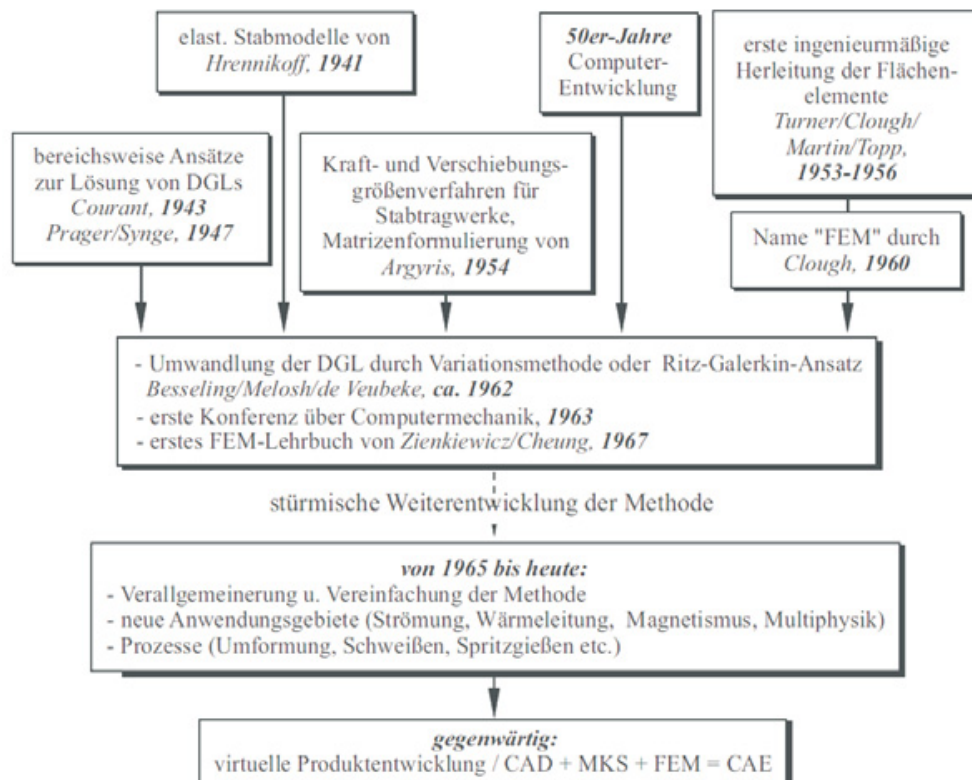 elast. Stabmodelle von
Hrennikoff, 1941
50er-Jahre
Computer-
Entwicklung
erste ingenieurmäßige
Herleitung der Flächen-
elemente
Turner/Clough/
Martin/Topp,
1953-1956
bereichsweise Ansätze
zur Lösung von DGLs
Courant, 1943
Prager/Synge, 1947
Kraft- und Verschiebungs-
größenverfahren für
Stabtragwerke,
Matrizenformulierung von
Argyris, 1954
Name "FEM" durch
Clough, 1960
- Umwandlung der DGL durch Variationsmethode oder Ritz-Galerkin-Ansatz
Besseling/Melosh/de Veubeke, ca. 1962
- erste Konferenz über Computermechanik, 1963
- erstes FEM-Lehrbuch von Zienkiewicz/Cheung, 1967
stürmische Weiterentwicklung der Methode
von 1965 bis heute:
- Verallgemeinerung u. Vereinfachung der Methode
- neue Anwendungsgebiete (Strömung, Wärmeleitung, Magnetismus, Multiphysik)
- Prozesse (Umformung, Schweißen, Spritzgießen etc.)
gegenwärtig:
virtuelle Produktentwicklung / CAD + MKS + FEM = CAE